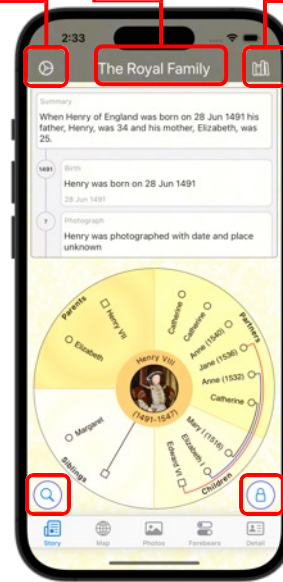 2:33
The Royal Family
Summary
When Henry of England was born on 28 Jun 1491 his
father, Henry, was 34 and his mother, Elizabeth, was
25.
1491
Birth
Henry was born on 28 Jun 1491
28 Jun 1491
?
Photograph
Henry was photographed with date and place
unknown
Parents
Henry VII
Elizabeth
Partners
Catherine
Catherine
Anne (1540)
Jane (1536)
Anne (1532)
Catherine
Henry VIII
(1491-1547)
Siblings
Margaret
Children
Mary I (1516)
Elizabeth I
Edward VI
Story
Map
Photos
Forebears
Detail